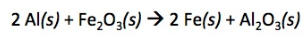 2 Al(s) + Fe₂O₃(s) → 2 Fe(s) + Al₂O₃(s)